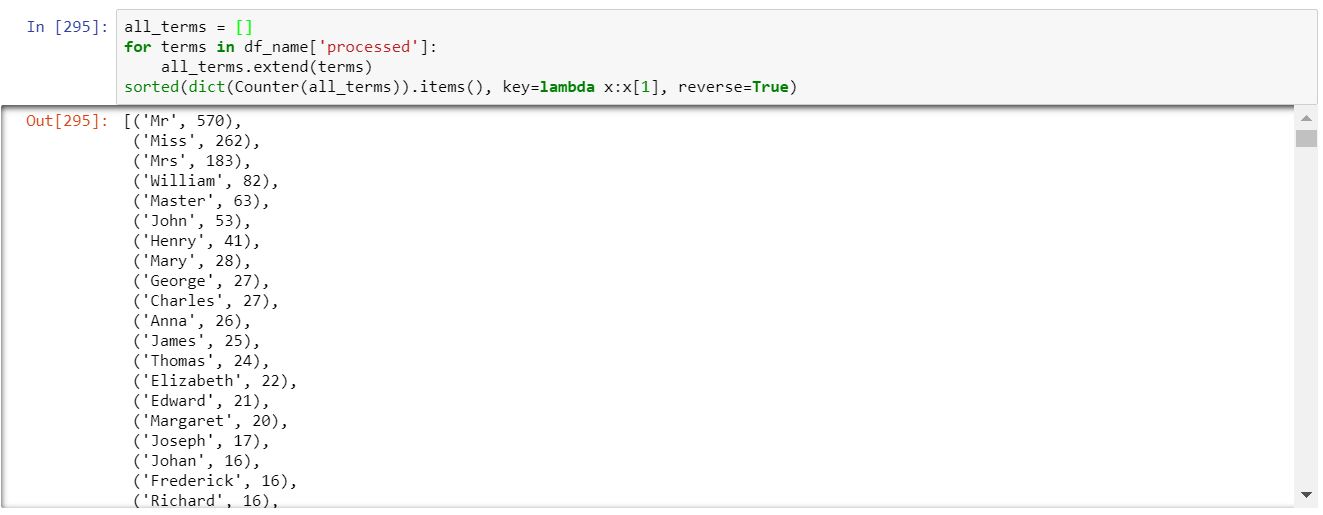 In [295]: all_terms = []
for terms in df_name['processed']:
    all_terms.extend(terms)
sorted(dict(Counter(all_terms)).items(), key=lambda x:x[1], reverse=True)
Out[295]: [('Mr', 570),
('Miss', 262),
('Mrs', 183),
('William', 82),
('Master', 63),
('John', 53),
('Henry', 41),
('Mary', 28),
('George', 27),
('Charles', 27),
('Anna', 26),
('James', 25),
('Thomas', 24),
('Elizabeth', 22),
('Edward', 21),
('Margaret', 20),
('Joseph', 17),
('Johan', 16),
('Frederick', 16),
('Richard', 16),